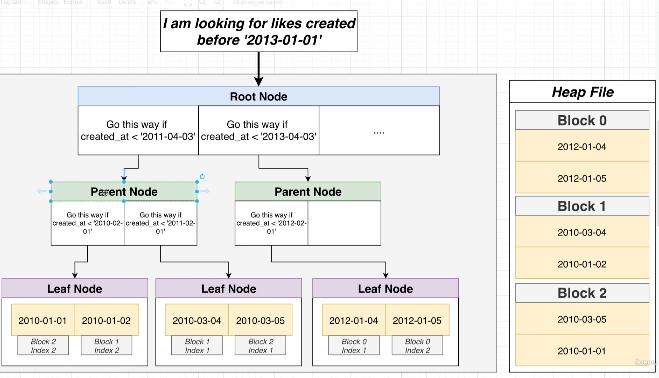 I am looking for likes created
before '2013-01-01'
Root Node
Go this way if
created_at < '2011-04-03'
Go this way if
created_at < '2013-04-03'
....
Parent Node
Go this way if
created_at < '2010-02-
01'
Go this way if
created_at < '2011-02-
01'
Parent Node
Go this way if
created_at < '2012-02-
01'
Leaf Node
2010-01-01
2010-01-02
Block 2
Index 2
Block 1
Index 2
Leaf Node
2010-03-04
2010-03-05
Block 1
Index 1
Block 2
Index 1
Leaf Node
2012-01-04
2012-01-05
Block 0
Index 1
Block 0
Index 2
Heap File
Block 0
2012-01-04
2012-01-05
Block 1
2010-03-04
2010-01-02
Block 2
2010-03-05
2010-01-01